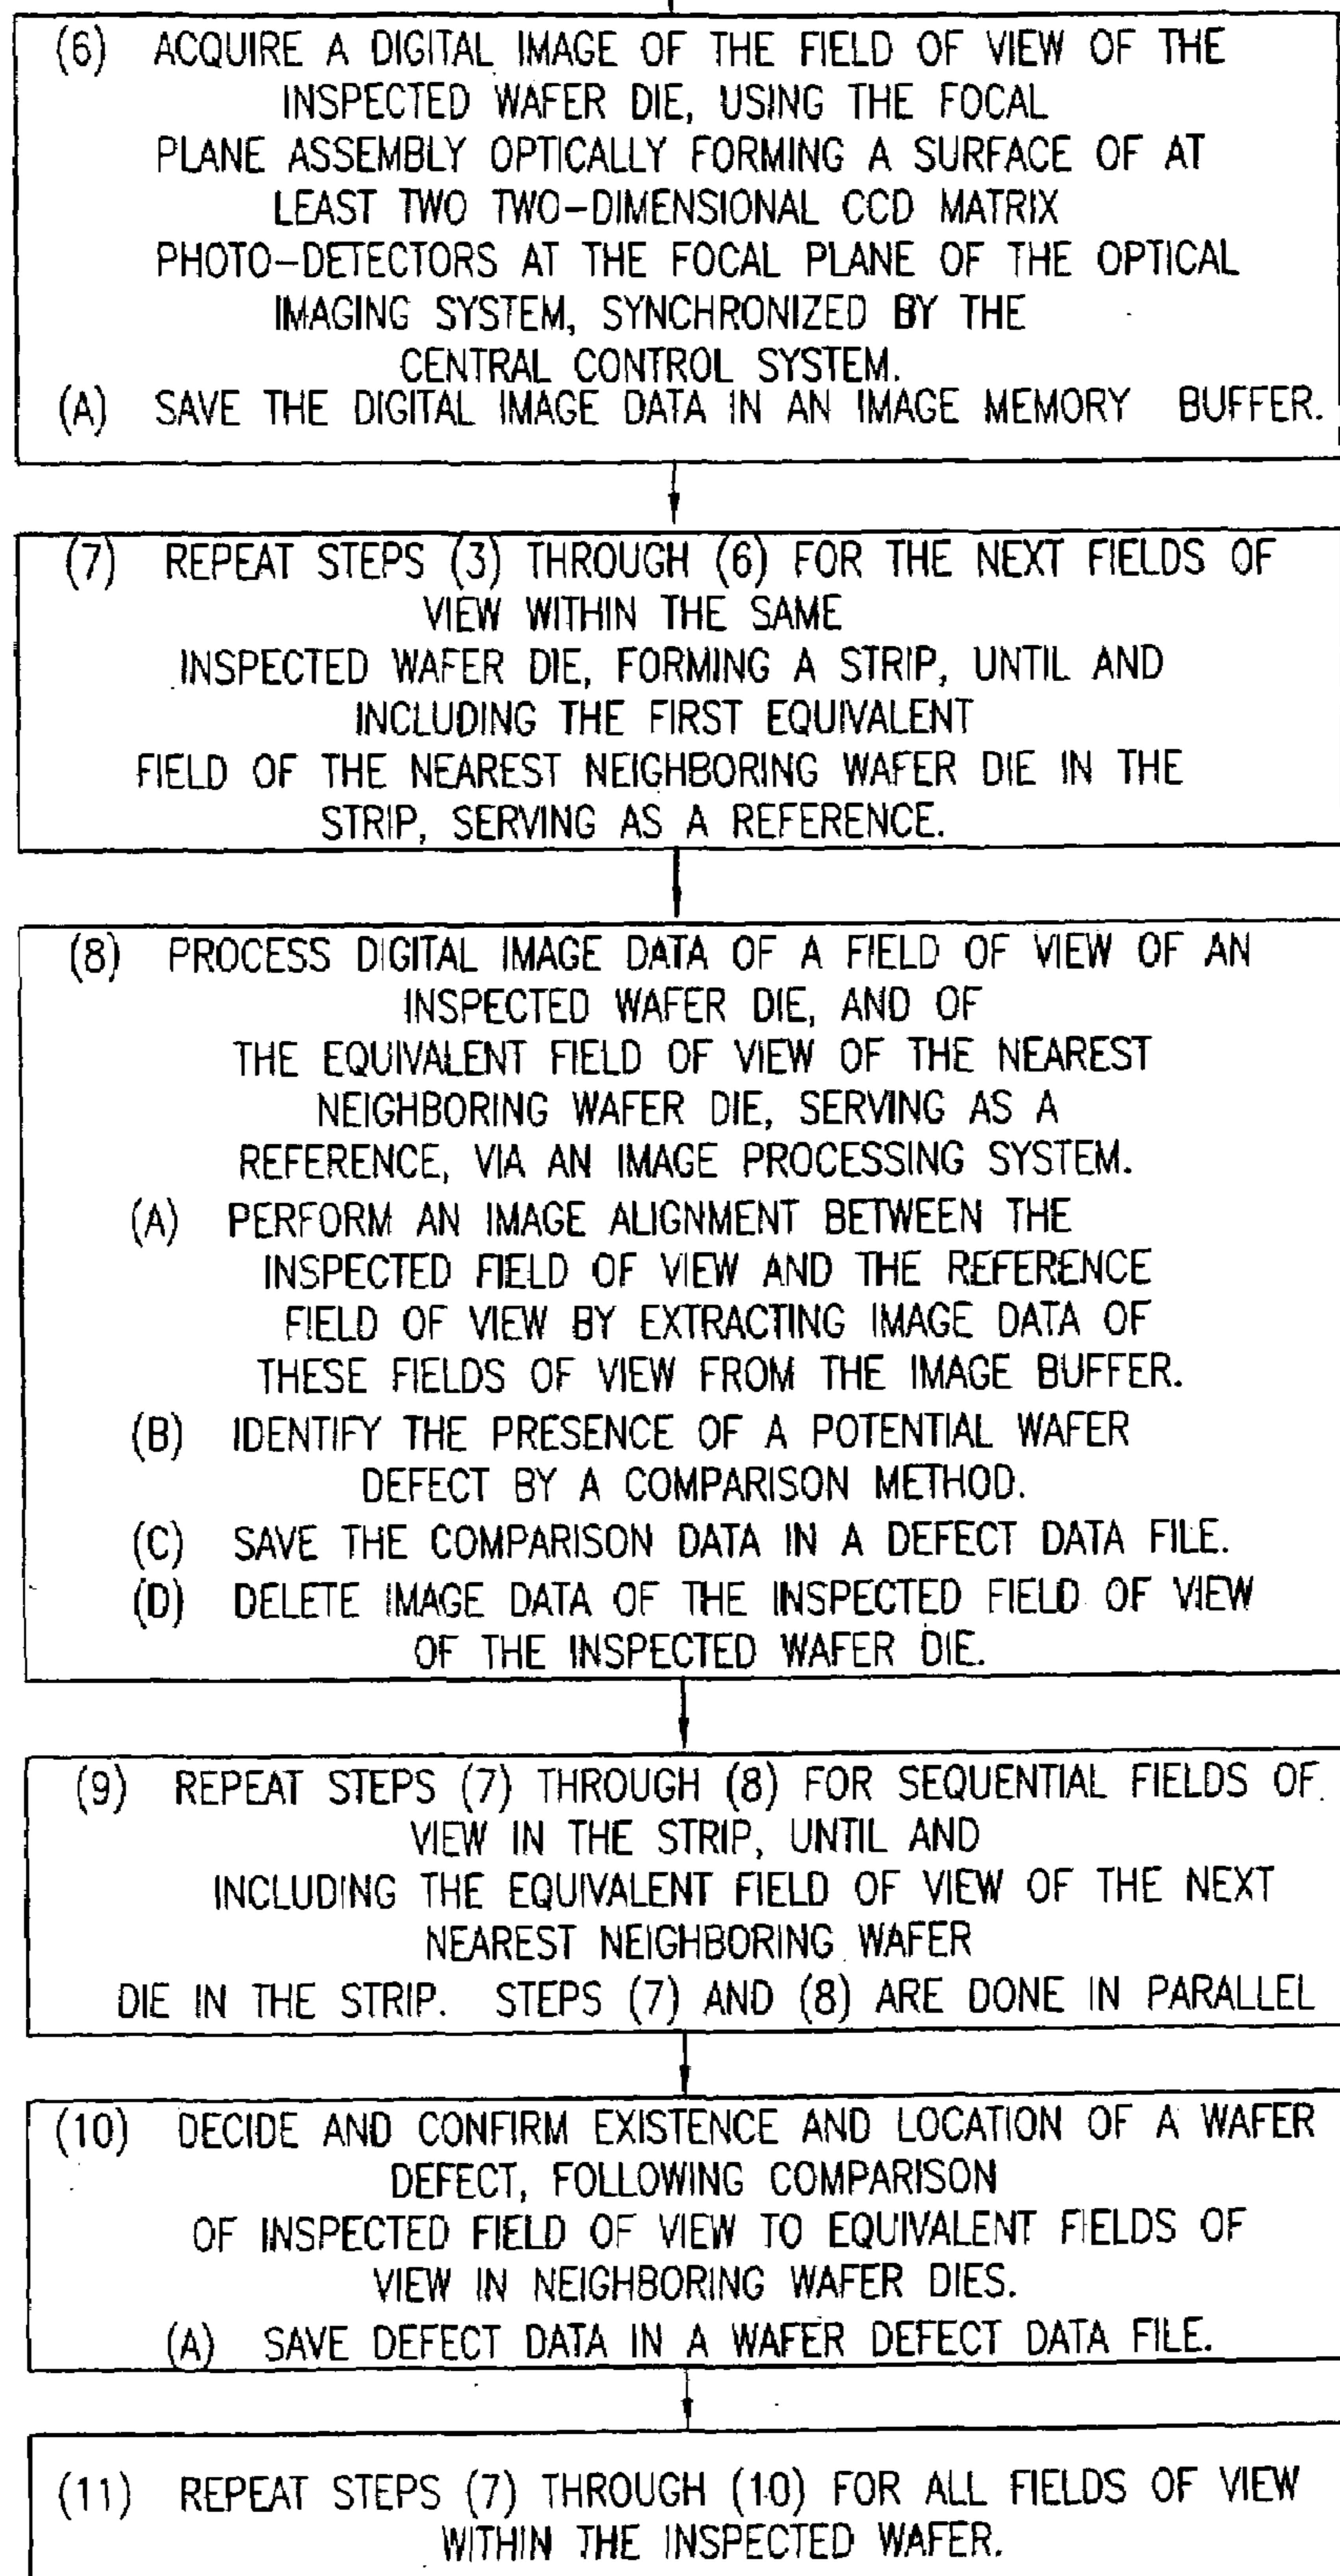 (6) ACQUIRE A DIGITAL IMAGE OF THE FIELD OF VIEW OF THE
INSPECTED WAFER DIE, USING THE FOCAL
PLANE ASSEMBLY OPTICALLY FORMING A SURFACE OF AT
LEAST TWO TWO-DIMENSIONAL CCD MATRIX
PHOTO-DETECTORS AT THE FOCAL PLANE OF THE OPTICAL
IMAGING SYSTEM, SYNCHRONIZED BY THE
CENTRAL CONTROL SYSTEM.
(A) SAVE THE DIGITAL IMAGE DATA IN AN IMAGE MEMORY BUFFER.
(7) REPEAT STEPS (3) THROUGH (6) FOR THE NEXT FIELDS OF
VIEW WITHIN THE SAME
INSPECTED WAFER DIE, FORMING A STRIP, UNTIL AND
INCLUDING THE FIRST EQUIVALENT
FIELD OF THE NEAREST NEIGHBORING WAFER DIE IN THE
STRIP, SERVING AS A REFERENCE.
(8) PROCESS DIGITAL IMAGE DATA OF A FIELD OF VIEW OF AN
INSPECTED WAFER DIE, AND OF
THE EQUIVALENT FIELD OF VIEW OF THE NEAREST
NEIGHBORING WAFER DIE, SERVING AS A
REFERENCE, VIA AN IMAGE PROCESSING SYSTEM.
(A) PERFORM AN IMAGE ALIGNMENT BETWEEN THE
INSPECTED FIELD OF VIEW AND THE REFERENCE
FIELD OF VIEW BY EXTRACTING IMAGE DATA OF
THESE FIELDS OF VIEW FROM THE IMAGE BUFFER.
(B) IDENTIFY THE PRESENCE OF A POTENTIAL WAFER
DEFECT BY A COMPARISON METHOD.
(C) SAVE THE COMPARISON DATA IN A DEFECT DATA FILE.
(D) DELETE IMAGE DATA OF THE INSPECTED FIELD OF VIEW
OF THE INSPECTED WAFER DIE.
(9) REPEAT STEPS (7) THROUGH (8) FOR SEQUENTIAL FIELDS OF
VIEW IN THE STRIP, UNTIL AND
INCLUDING THE EQUIVALENT FIELD OF VIEW OF THE NEXT
NEAREST NEIGHBORING WAFER
DIE IN THE STRIP. STEPS (7) AND (8) ARE DONE IN PARALLEL
(10) DECIDE AND CONFIRM EXISTENCE AND LOCATION OF A WAFER
DEFECT, FOLLOWING COMPARISON
OF INSPECTED FIELD OF VIEW TO EQUIVALENT FIELDS OF
VIEW IN NEIGHBORING WAFER DIES.
(A) SAVE DEFECT DATA IN A WAFER DEFECT DATA FILE.
(11) REPEAT STEPS (7) THROUGH (10) FOR ALL FIELDS OF VIEW
WITHIN THE INSPECTED WAFER.